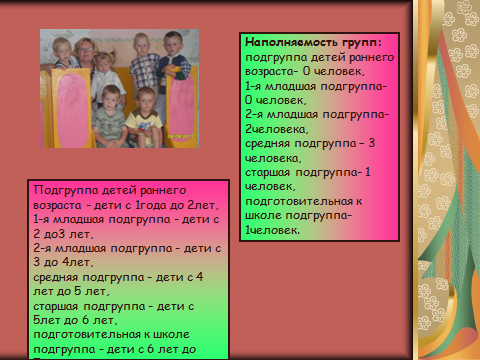 Наполняемость групп:
подгруппа детей раннего
возраста- 0 человек,
1-я младшая подгруппа-
0 человек,
2-я младшая подгруппа-
2человека,
средняя подгруппа – 3
человека,
старшая подгруппа- 1
человек,
подготовительная к
школе подгруппа-
1человек.
Подгруппа детей раннего
возраста - дети с 1года до 2лет,
1-я младшая подгруппа - дети с
2 до3 лет,
2-я младшая подгруппа - дети с
3 до 4лет,
средняя подгруппа - дети с 4
лет до 5 лет,
старшая подгруппа - дети с
5лет до 6 лет,
подготовительная к школе
подгруппа - дети с 6 лет до